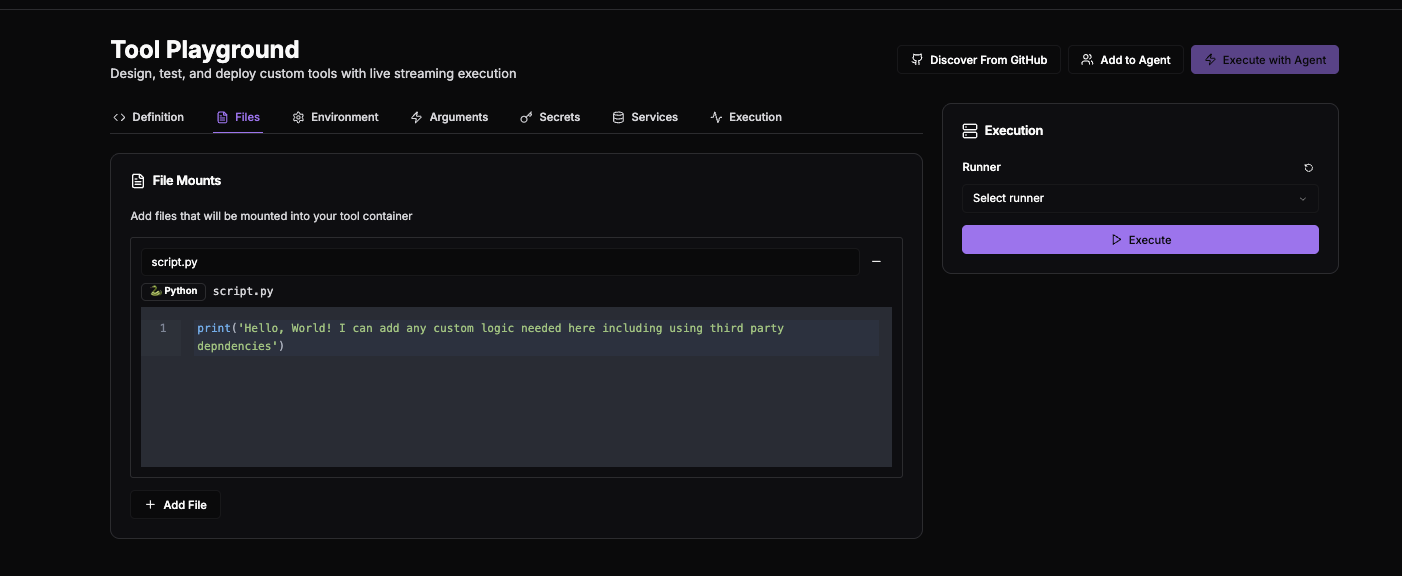 Tool Playground
Design, test, and deploy custom tools with live streaming execution
Discover From GitHub
Add to Agent
Execute with Agent
Definition
Files
Environment
Arguments
Secrets
Services
Execution
File Mounts
Add files that will be mounted into your tool container
script.py
Python script.py
1 print('Hello, World! I can add any custom logic needed here including using third party
depndencies')
Add File
Execution
Runner
Select runner
Execute